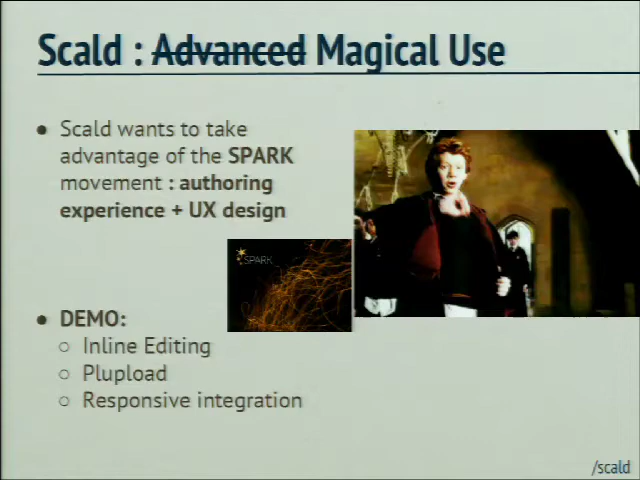 Scald : Advanced Magical Use
● Scald wants to take
advantage of the SPARK
movement : authoring
experience + UX design
SPARK
● DEMO:
○ Inline Editing
○ Plupload
○ Responsive integration
/scald